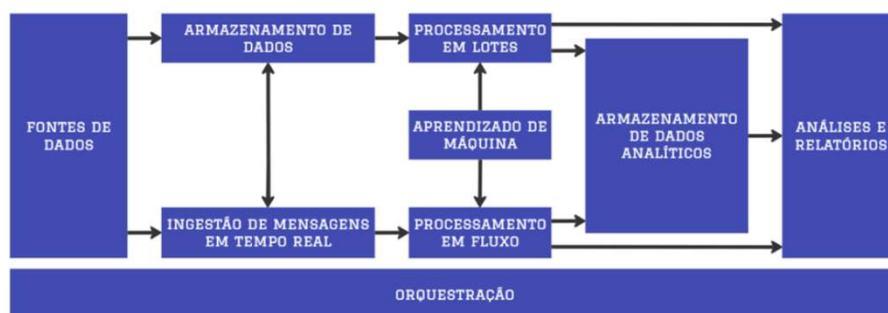 ARMAZENAMENTO DE
DADOS
PROCESSAMENTO
EM LOTES
FONTES DE
DADOS
APRENDIZADO DE
MÁQUINA
ARMAZENAMENTO
DE DADOS
ANALÍTICOS
ANÁLISES E
RELATÓRIOS
INGESTÃO DE MENSAGENS
EM TEMPO REAL
PROCESSAMENTO
EM FLUXO
ORQUESTRAÇÃO